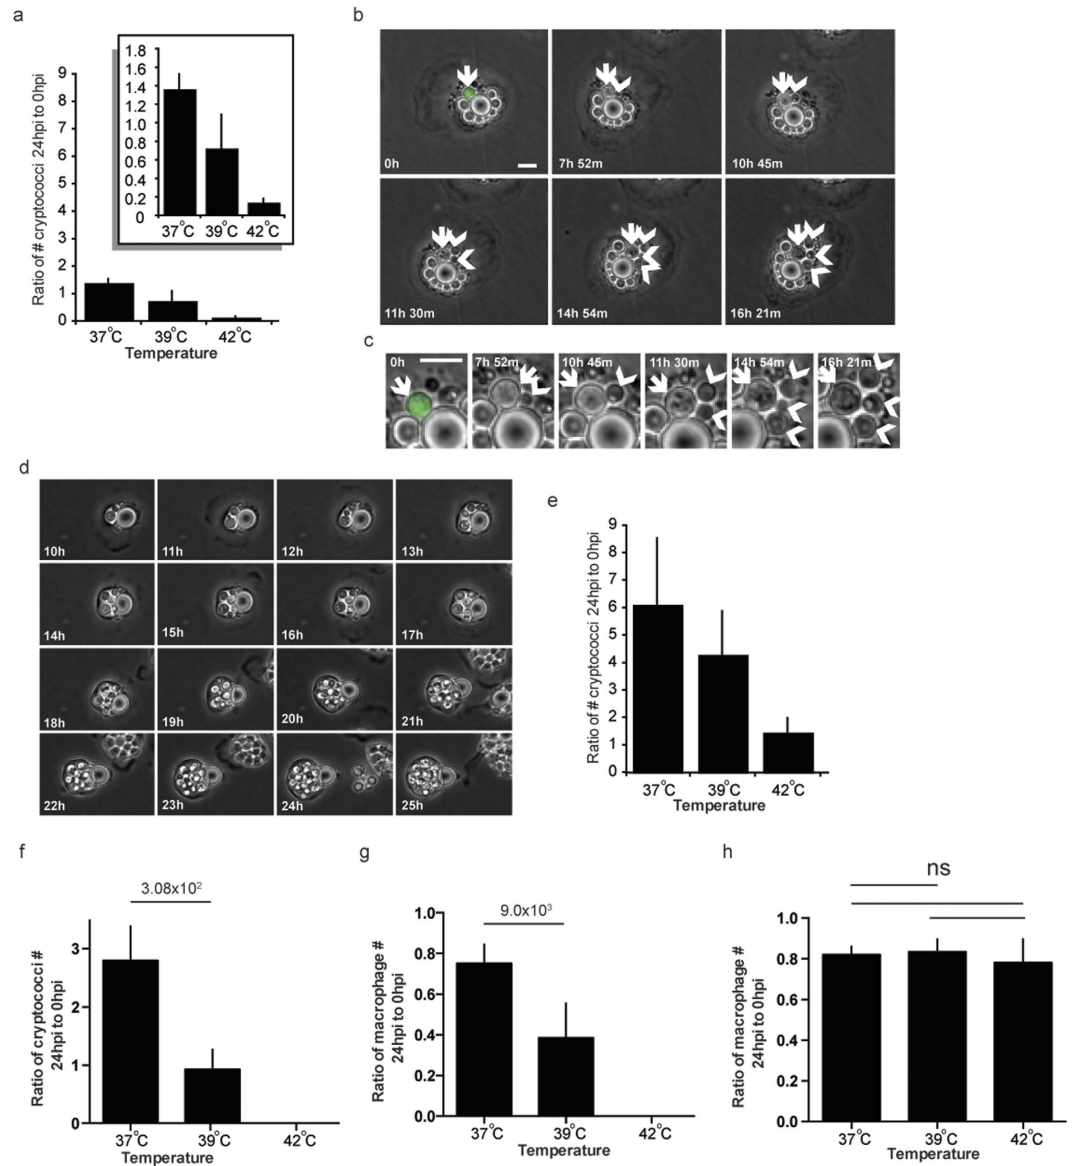 a
Ratio of # cryptococci 24hpi to 0hpi
9
8
7
6
5
4
3
2
1
0
37°C 39°C 42°C
Temperature
1.8
1.6
1.4
1.2
1.0
0.8
0.6
0.4
0.2
0
37°C 39°C 42°C
b
0h
7h 52m
10h 45m
11h 30m
14h 54m
16h 21m
c
0h
7h 52m
10h 45m
11h 30m
14h 54m
16h 21m
d
10h
11h
12h
13h
14h
15h
16h
17h
18h
19h
20h
21h
22h
23h
24h
25h
e
Ratio of # cryptococci 24hpi to 0hpi
9
8
7
6
5
4
3
2
1
0
37°C 39°C 42°C
Temperature
f
3.08x10²
Ratio of cryptococci #
24hpi to 0hpi
3
2
1
0
37°C 39°C 42°C
Temperature
g
9.0x10³
Ratio of macrophage #
24hpi to 0hpi
1.0
0.8
0.6
0.4
0.2
0.0
37°C 39°C 42°C
Temperature
h
ns
Ratio of macrophage #
24hpi to 0hpi
1.0
0.8
0.6
0.4
0.2
0.0
37°C 39°C 42°C
Temperature